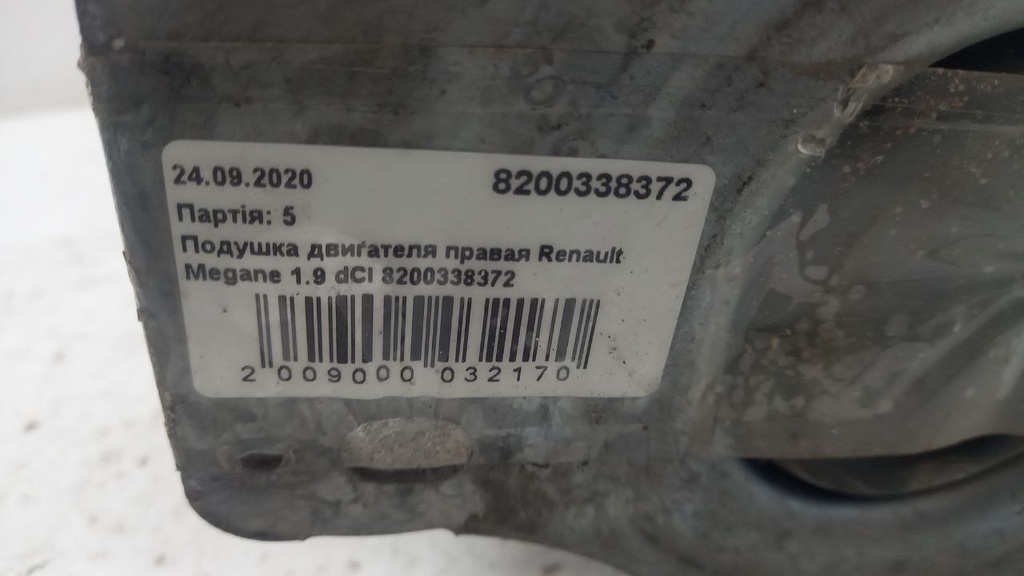 24.09.2020 8200338372
Партія: 5
Подушка двигателя правая Renault
Megane 1.9 dCI 8200338372
2 009000 032170